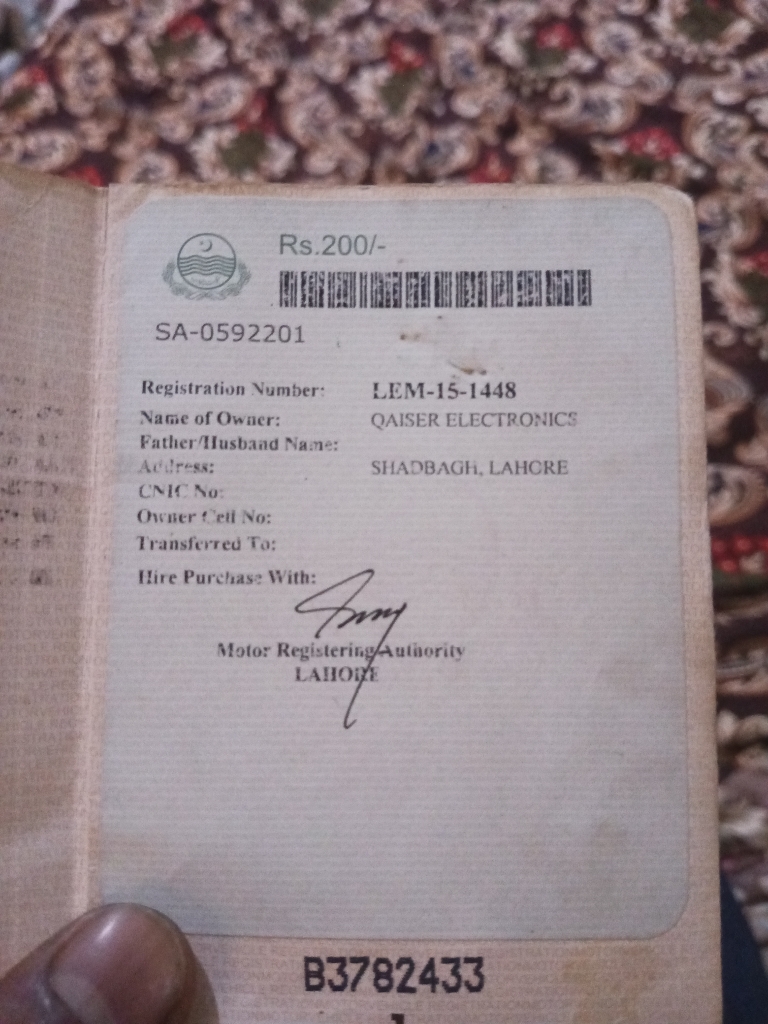 Rs.200/-
SA-0592201
Registration Number: LEM-15-1448
Name of Owner: QAISER ELECTRONICS
Father/Husband Name:
Address: SHADBAGH, LAHORE
CNIC No:
Owner Cell No:
Transferred To:
Hire Purchase With:
Motor Registering Authority
LAHORE
B3782433